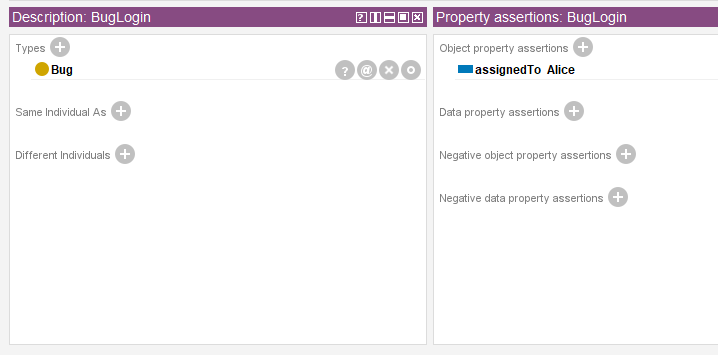 Description: BugLogin
Types
Bug
Same Individual As
Different Individuals
Property assertions: BugLogin
Object property assertions
assignedTo Alice
Data property assertions
Negative object property assertions
Negative data property assertions